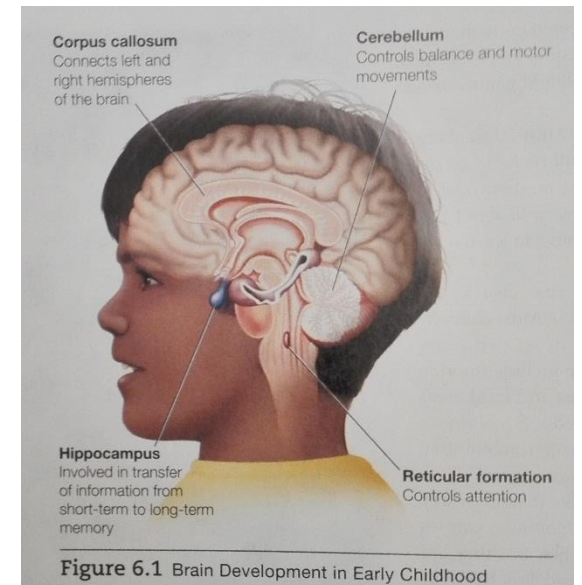 Corpus callosum
Connects left and
right hemispheres
of the brain
Cerebellum
Controls balance and motor
movements
Hippocampus
Involved in transfer
of information from
short-term to long-term
memory
Reticular formation
Controls attention
Figure 6.1 Brain Development in Early Childhood